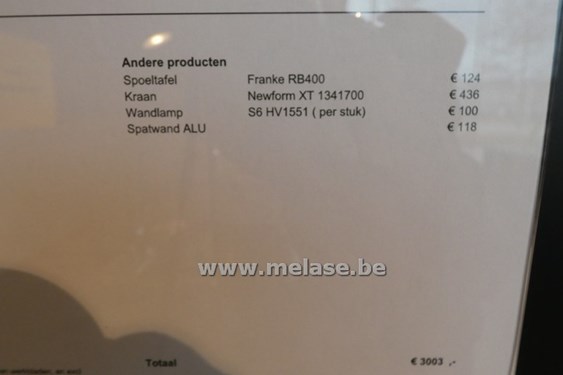 Andere producten
Spoeltafel Franke RB400 € 124
Kraan Newform XT 1341700 € 436
Wandlamp S6 HV1551 ( per stuk) € 100
Spatwand ALU € 118
www.melase.be
Totaal € 3003 ,-